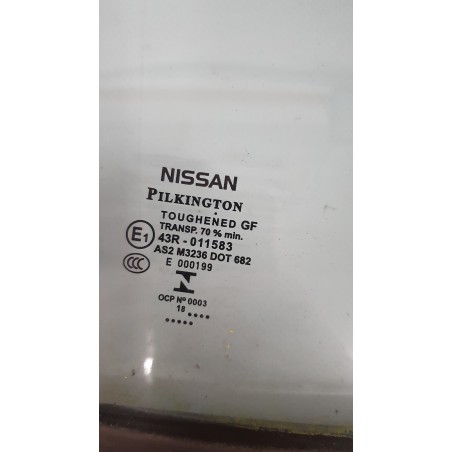 NISSAN
PILKINGTON
TOUGHENED GF
TRANSP. 70 % min.
E1 43R - 011583
AS2 M3236 DOT 682
CCC E 000199
N
OCP Nº 0003
18 ....
.....